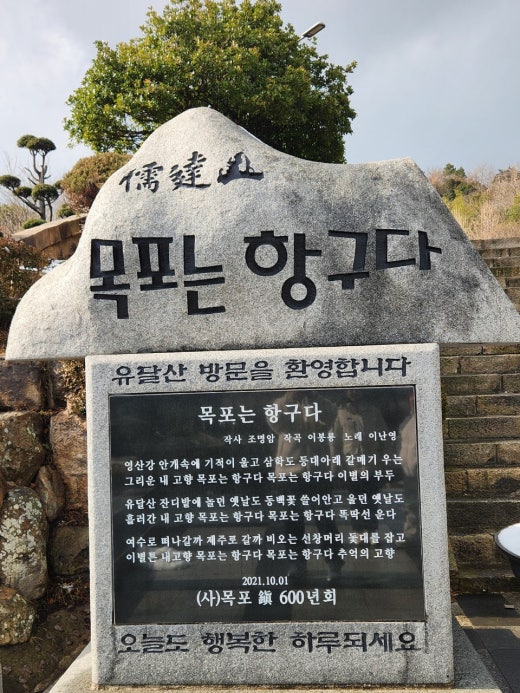 儒達山
목포는 항구다
유달산 방문을 환영합니다
목포는 항구다
작사 조명암 작곡 이봉룡 노래 이난영
영산강 안개속에 기적이 울고 삼학도 등대아래 갈매기 우는
그리운 내 고향 목포는 항구다 목포는 항구다 이별의 부두
유달산 잔디밭에 놀던 옛날도 동백꽃 쓸어안고 울던 옛날도
흘러간 내 고향 목포는 항구다 목포는 항구다 똑딱선 운다
여수로 떠나갈까 제주로 갈까 비오는 선창머리 돛대를 잡고
이별튼 내고향 목포는 항구다 목포는 항구다 추억의 고향
2021.10.01
(사)목포 鎭 600년회
오늘도 행복한 하루되세요